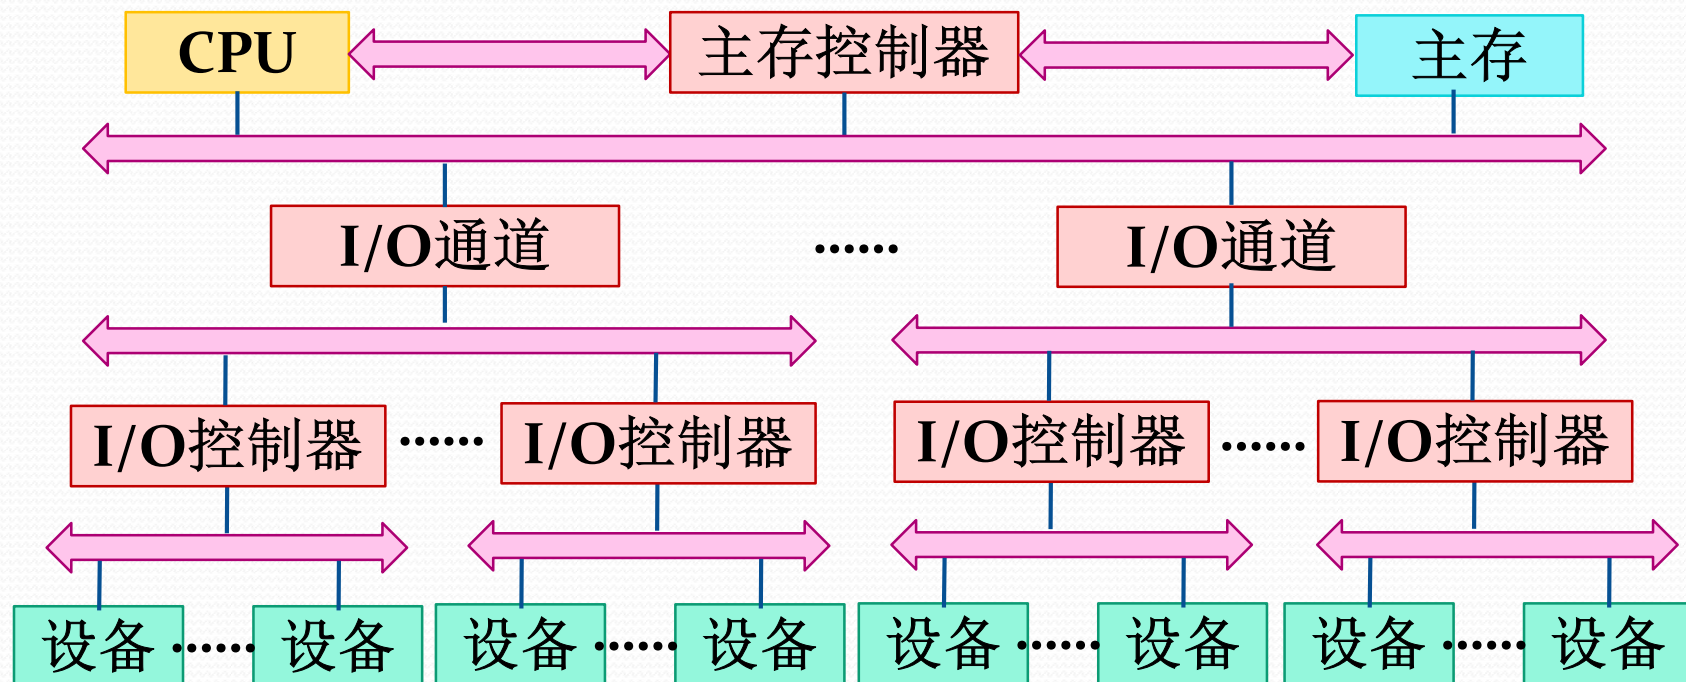 CPU 主存控制器 主存
I/O通道 ...... I/O通道
I/O控制器 ...... I/O控制器 I/O控制器 ...... I/O控制器
设备 ...... 设备 设备 ...... 设备 设备 ...... 设备 设备 ...... 设备